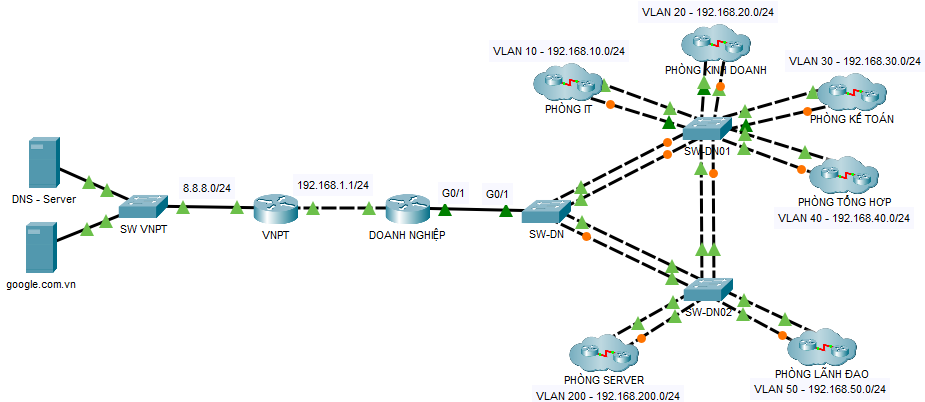 VLAN 20 - 192.168.20.0/24
VLAN 10 - 192.168.10.0/24
PHÒNG KINH DOANH
VLAN 30 - 192.168.30.0/24
PHÒNG IT
PHÒNG KẾ TOÁN
SW-DN01
DNS - Server
8.8.8.0/24
192.168.1.1/24
G0/1
G0/1
PHÒNG TỔNG HỢP
VLAN 40 - 192.168.40.0/24
SW VNPT
VNPT
DOANH NGHIỆP
SW-DN
google.com.vn
SW-DN02
PHÒNG SERVER
VLAN 200 - 192.168.200.0/24
PHÒNG LÃNH ĐAO
VLAN 50 - 192.168.50.0/24